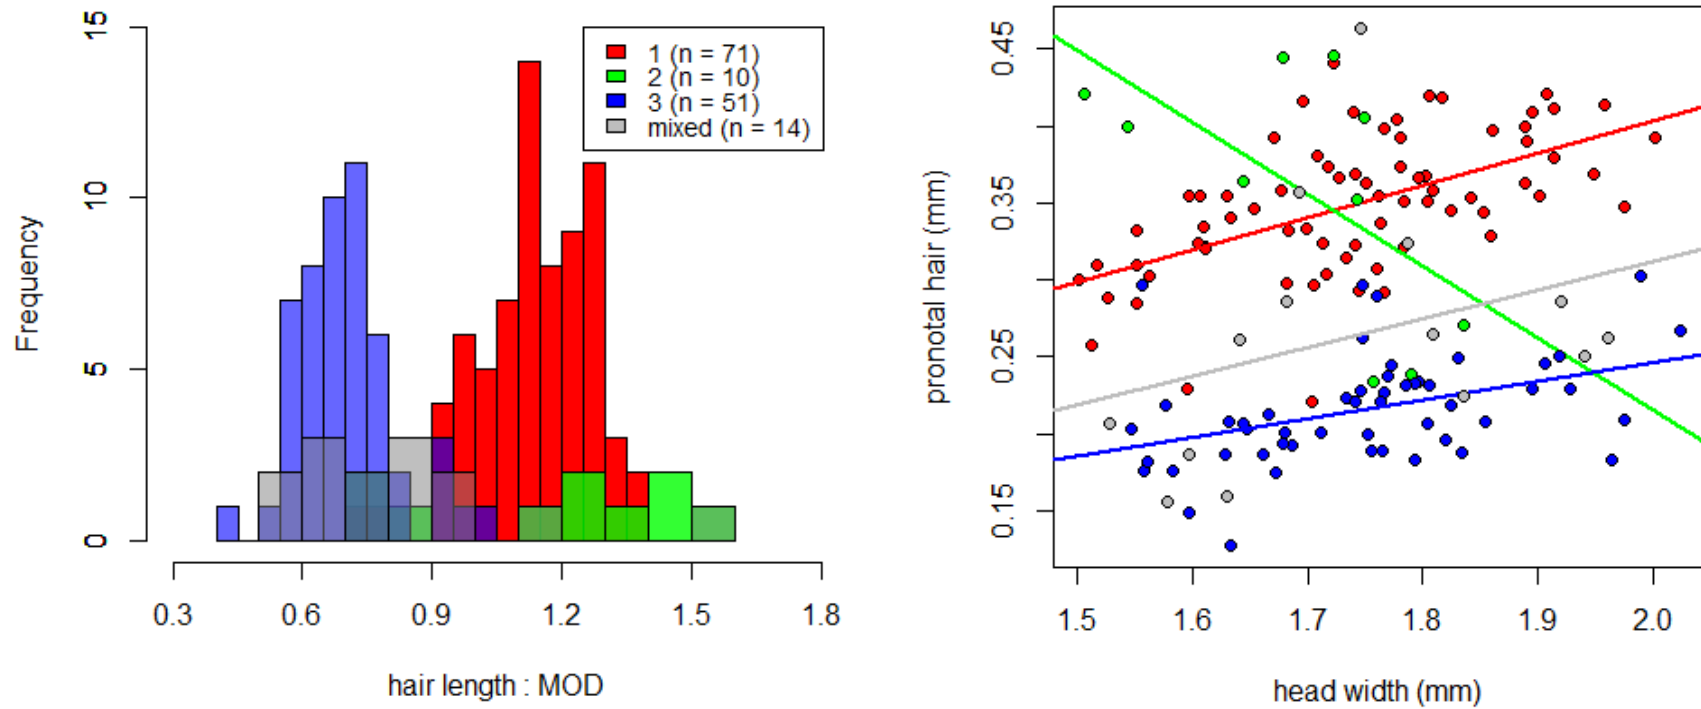 15
10
5
0
Frequency
1 (n = 71)
2 (n = 10)
3 (n = 51)
mixed (n = 14)
0.3 0.6 0.9 1.2 1.5 1.8
hair length : MOD
0.45
0.35
0.25
0.15
pronotal hair (mm)
1.5 1.6 1.7 1.8 1.9 2.0
head width (mm)